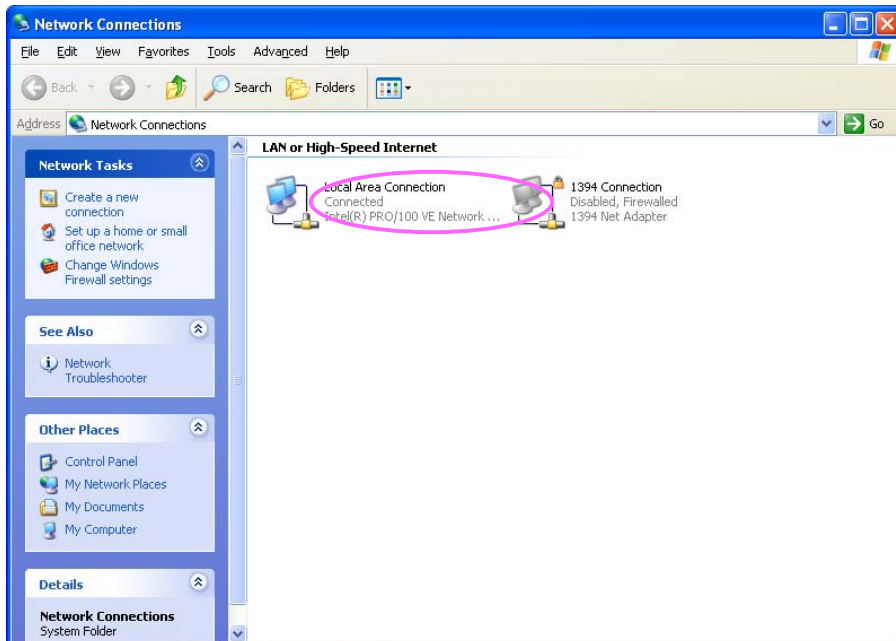 Network Connections
File Edit View Favorites Tools Advanced Help
Back Search Folders
Address Network Connections Go
Network Tasks
Create a new
connection
Set up a home or small
office network
Change Windows
Firewall settings
See Also
Network
Troubleshooter
Other Places
Control Panel
My Network Places
My Documents
My Computer
Details
Network Connections
System Folder
LAN or High-Speed Internet
Local Area Connection
Connected
Intel(R) PRO/100 VE Network ...
1394 Connection
Disabled, Firewalled
1394 Net Adapter